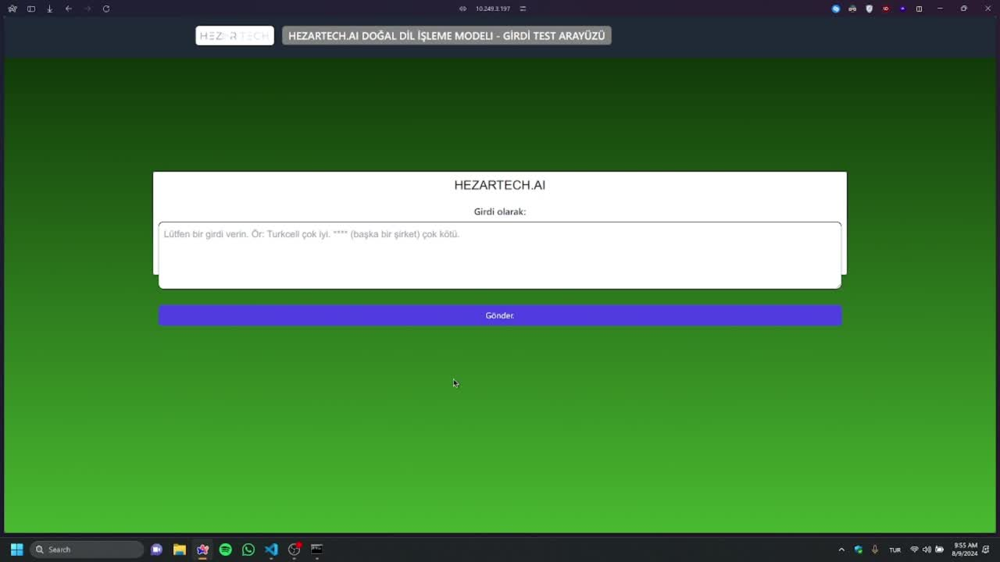 10.249.3.197
HEZARTECH
HEZARTECH.AI DOĞAL DİL İŞLEME MODELI - GİRDİ TEST ARAYÜZÜ
HEZARTECH.AI
Girdi olarak:
Lütfen bir girdi verin. Ör: Turkcell çok iyi. **** (başka bir şirket) çok kötü.
Gönder.
Search
TUR
9:55 AM
8/9/2024